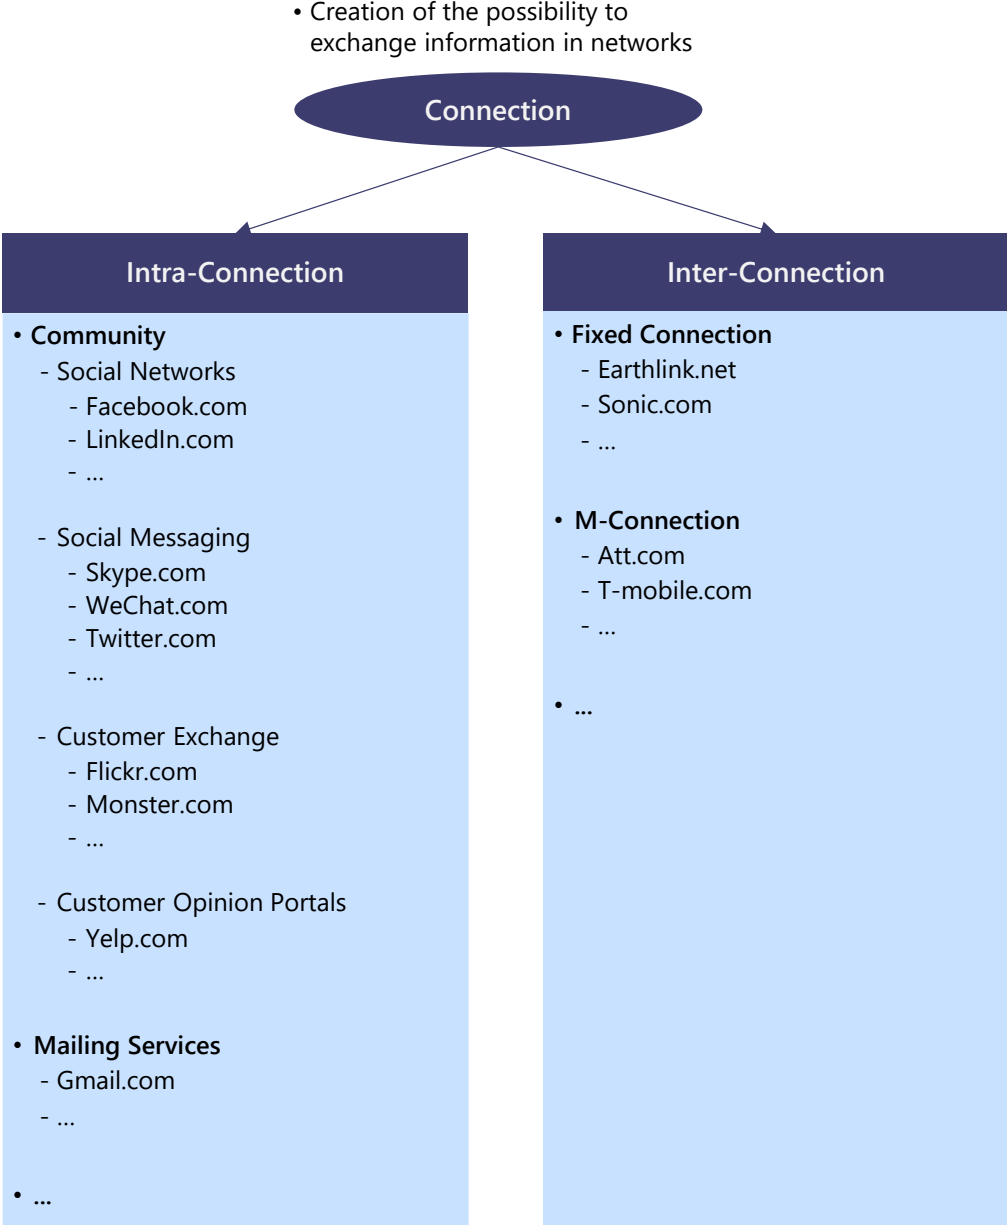 • Creation of the possibility to
exchange information in networks
Connection
Intra-Connection
• Community
- Social Networks
- Facebook.com
- LinkedIn.com
- ...
- Social Messaging
- Skype.com
- WeChat.com
- Twitter.com
- ...
- Customer Exchange
- Flickr.com
- Monster.com
- ...
- Customer Opinion Portals
- Yelp.com
- ...
• Mailing Services
- Gmail.com
- ...
• ...
Inter-Connection
• Fixed Connection
- Earthlink.net
- Sonic.com
- ...
• M-Connection
- Att.com
- T-mobile.com
- ...
• ...